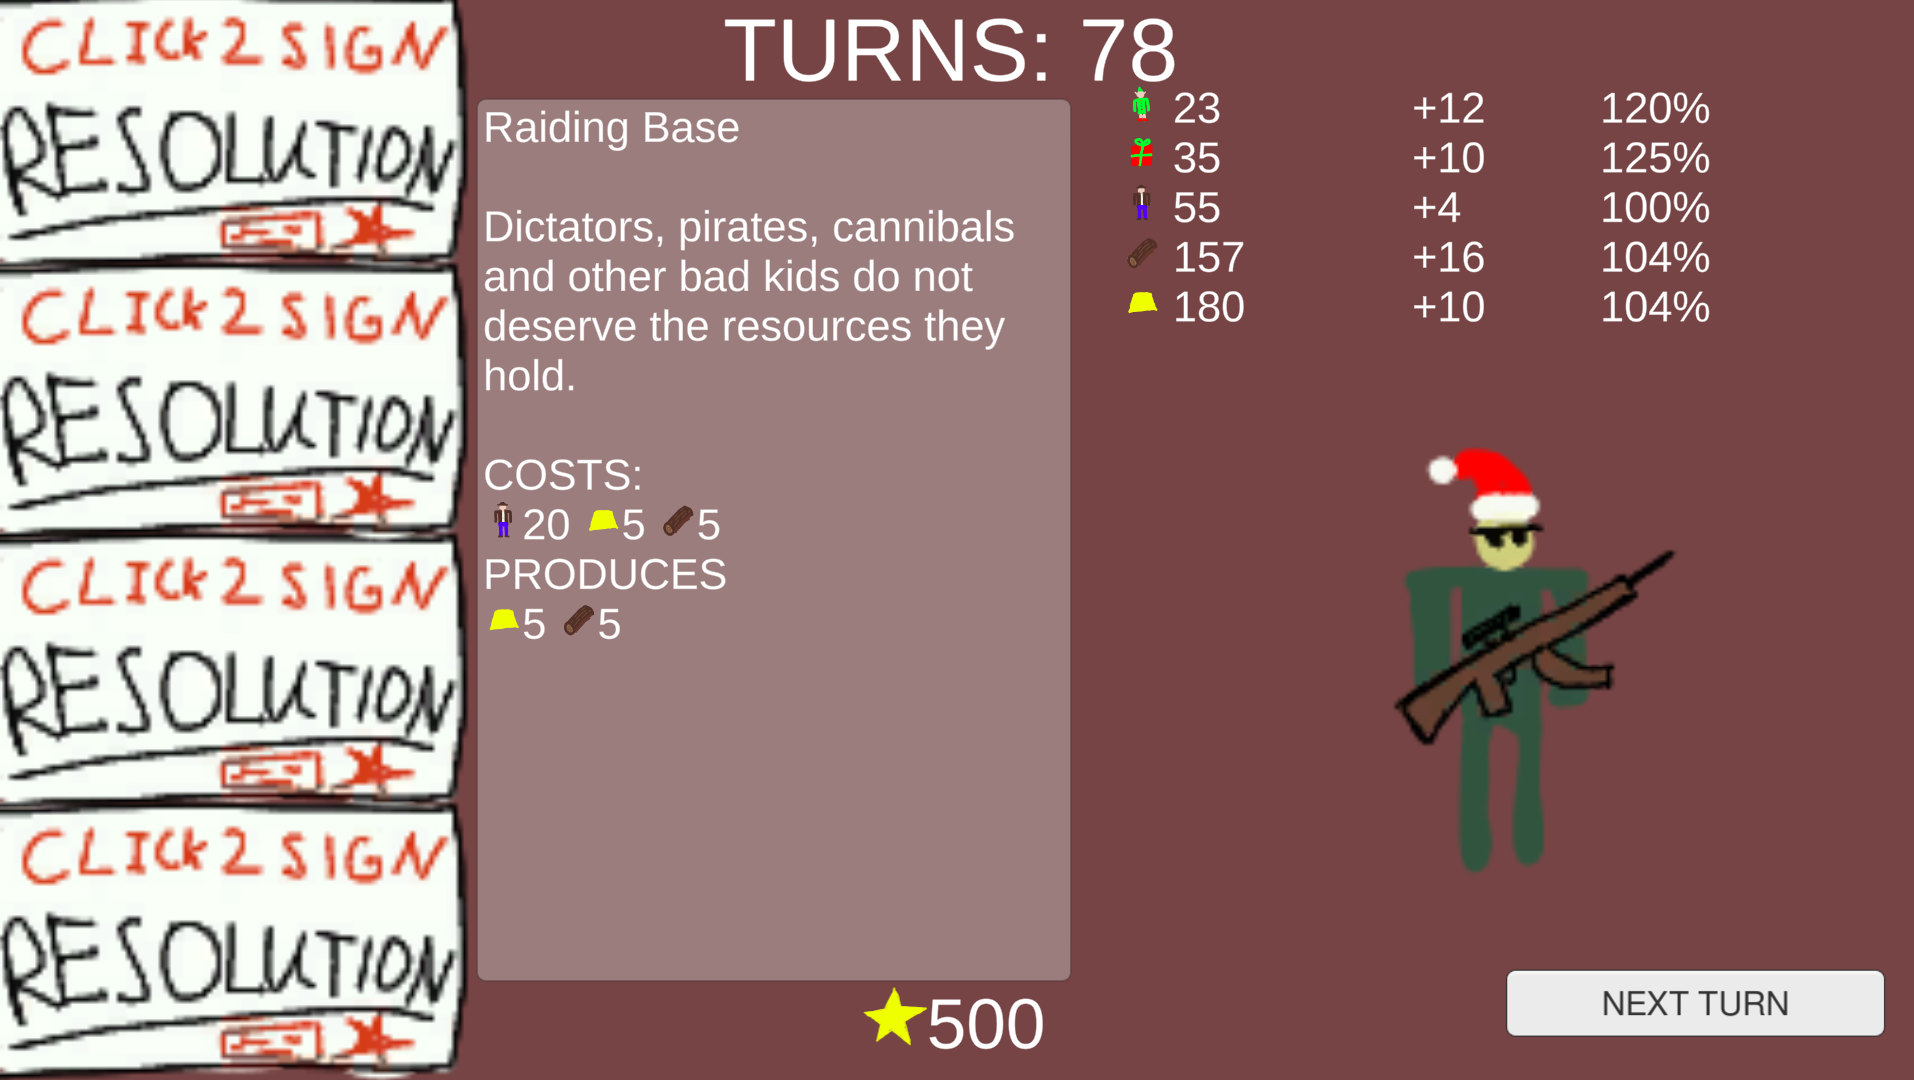 CLICK 2 SIGN
RESOLUTION
CLICK 2 SIGN
RESOLUTION
CLICK 2 SIGN
RESOLUTION
CLICK 2 SIGN
RESOLUTION
TURNS: 78
Raiding Base
Dictators, pirates, cannibals
and other bad kids do not
deserve the resources they
hold.
COSTS:
20 5 5
PRODUCES
5 5
500
23 +12 120%
35 +10 125%
55 +4 100%
157 +16 104%
180 +10 104%
NEXT TURN